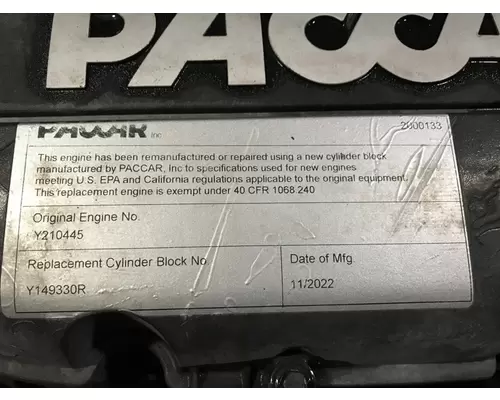 PACCA
PACCAR Inc
2000133
This engine has been remanufactured or repaired using a new cylinder block
manufactured by PACCAR, Inc to specifications used for new engines
meeting U.S. EPA and California regulations applicable to the original equipment.
This replacement engine is exempt under 40 CFR 1068.240
Original Engine No.
Y210445
Replacement Cylinder Block No.
Date of Mfg.
Y149330R
11/2022